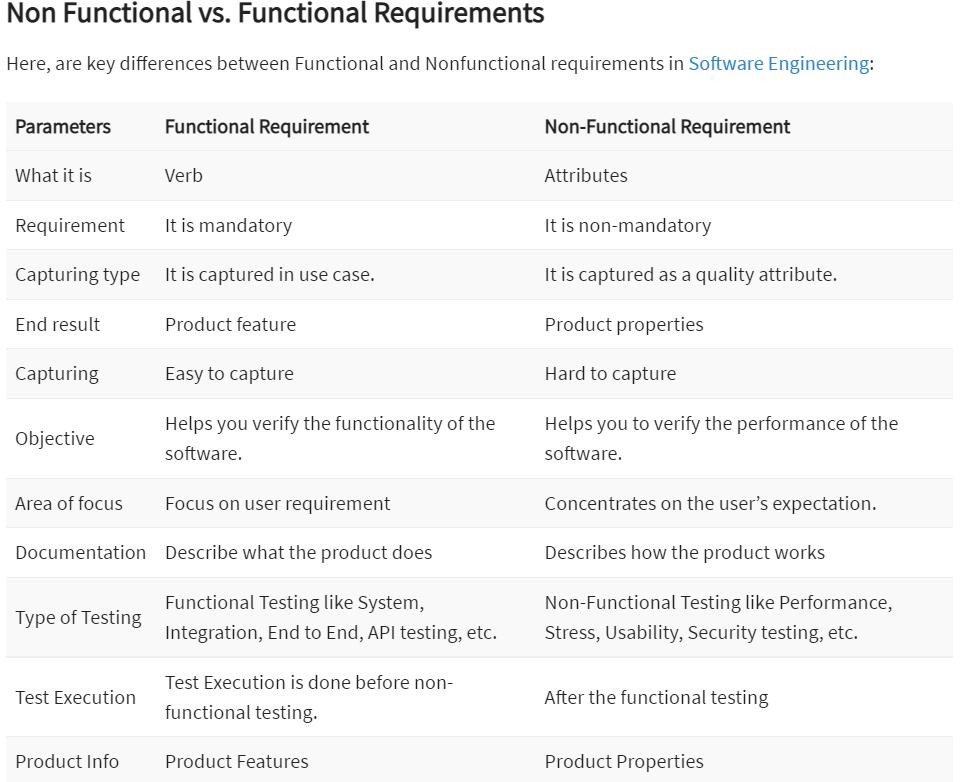 Non Functional vs. Functional Requirements
Here, are key differences between Functional and Nonfunctional requirements in Software Engineering:
Parameters Functional Requirement Non-Functional Requirement
What it is Verb Attributes
Requirement It is mandatory It is non-mandatory
Capturing type It is captured in use case. It is captured as a quality attribute.
End result Product feature Product properties
Capturing Easy to capture Hard to capture
Objective Helps you verify the functionality of the software. Helps you to verify the performance of the software.
Area of focus Focus on user requirement Concentrates on the user’s expectation.
Documentation Describe what the product does Describes how the product works
Type of Testing Functional Testing like System, Integration, End to End, API testing, etc. Non-Functional Testing like Performance, Stress, Usability, Security testing, etc.
Test Execution Test Execution is done before non-functional testing. After the functional testing
Product Info Product Features Product Properties